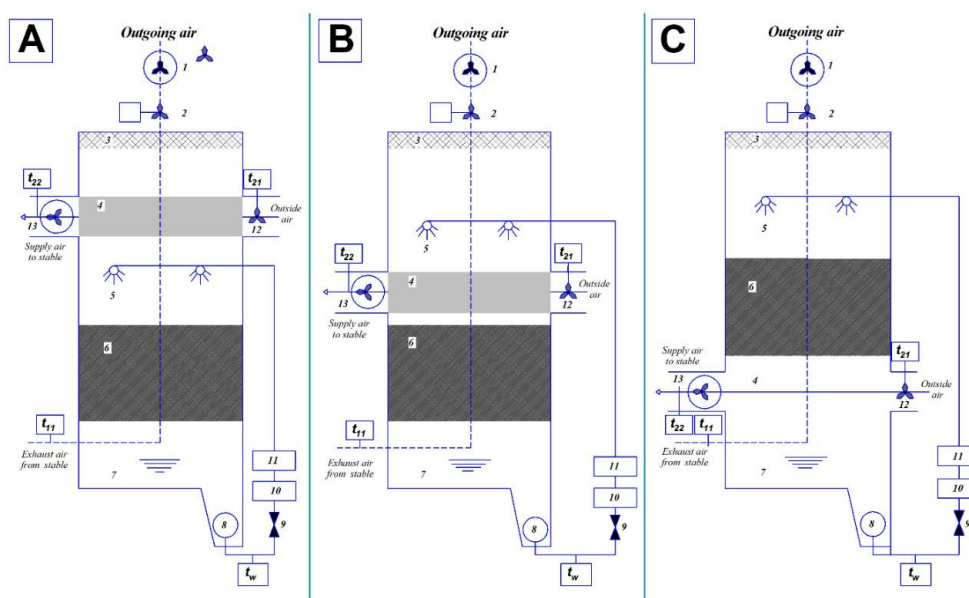 A
Outgoing air
1
2
3
t22
t21
4
Outside
air
13
12
Supply air
to stable
5
6
t11
Exhaust air
from stable
7
11
10
8
9
tw
B
Outgoing air
1
2
3
5
t22
t21
4
Outside
air
13
12
Supply air
to stable
6
t11
Exhaust air
from stable
7
11
10
8
9
tw
C
Outgoing air
1
2
3
5
6
Supply air
to stable
t21
13
4
Outside
air
12
t22
t11
Exhaust air
from stable
7
11
10
8
9
tw